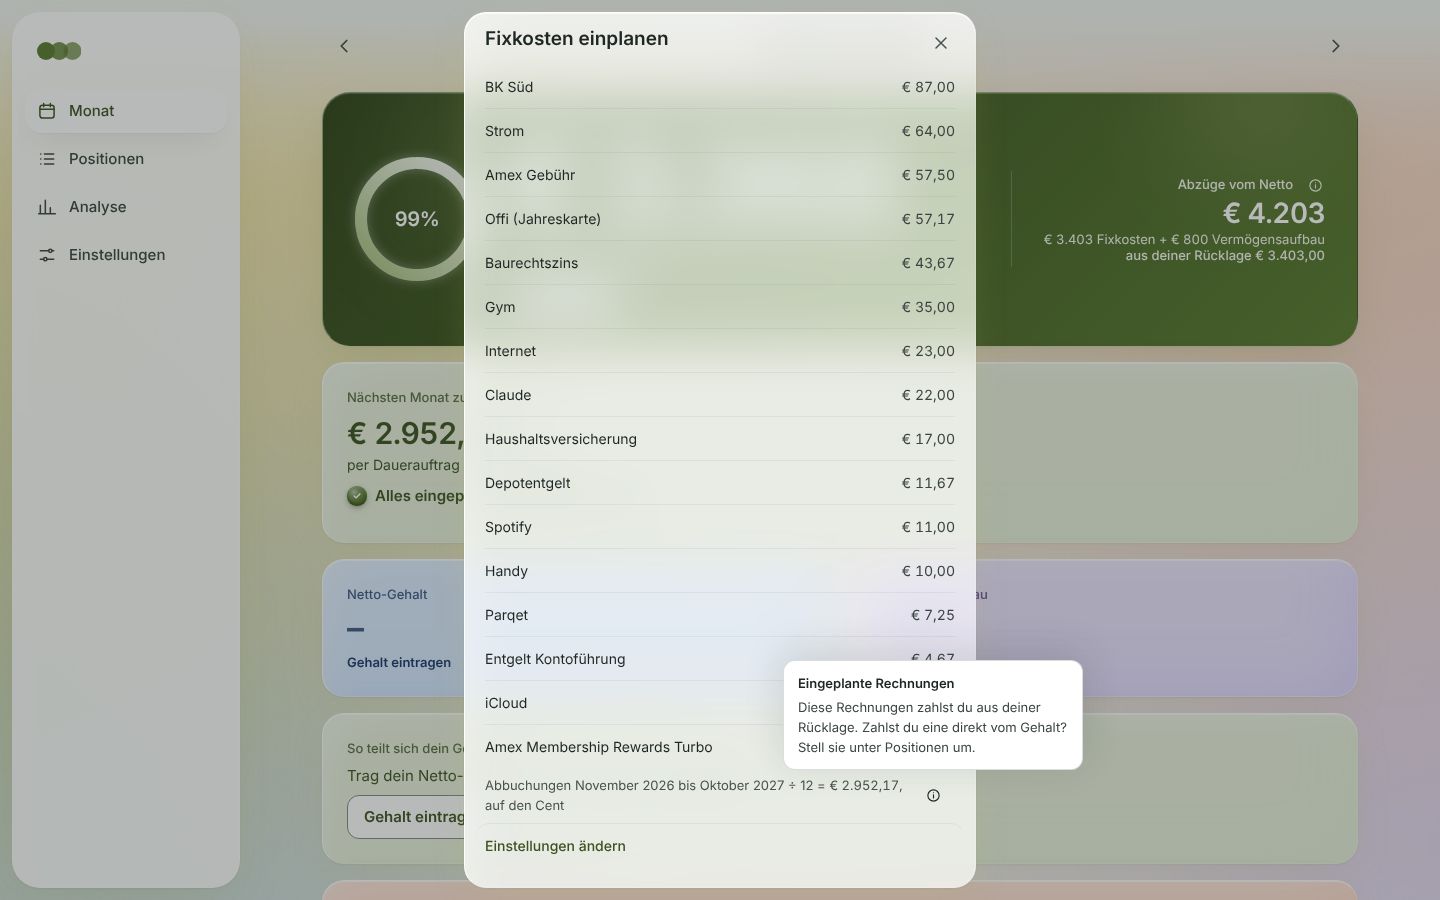 Fixkosten einplanen
Monat
Positionen
Analyse
Einstellungen
99%
Abzüge vom Netto
€ 4.203
€ 3.403 Fixkosten + € 800 Vermögensaufbau
aus deiner Rücklage € 3.403,00
Nächsten Monat zu
€ 2.952,
per Dauerauftrag
Alles eingep
Netto-Gehalt
–
Gehalt eintragen
au
So teilt sich dein Ge
Trag dein Netto-
Gehalt eintrag
BK Süd € 87,00
Strom € 64,00
Amex Gebühr € 57,50
Offi (Jahreskarte) € 57,17
Baurechtszins € 43,67
Gym € 35,00
Internet € 23,00
Claude € 22,00
Haushaltsversicherung € 17,00
Depotentgelt € 11,67
Spotify € 11,00
Handy € 10,00
Parqet € 7,25
Entgelt Kontoführung € 4,67
iCloud
Amex Membership Rewards Turbo
Eingeplante Rechnungen
Diese Rechnungen zahlst du aus deiner
Rücklage. Zahlst du eine direkt vom Gehalt?
Stell sie unter Positionen um.
Abbuchungen November 2026 bis Oktober 2027 ÷ 12 = € 2.952,17,
auf den Cent
Einstellungen ändern